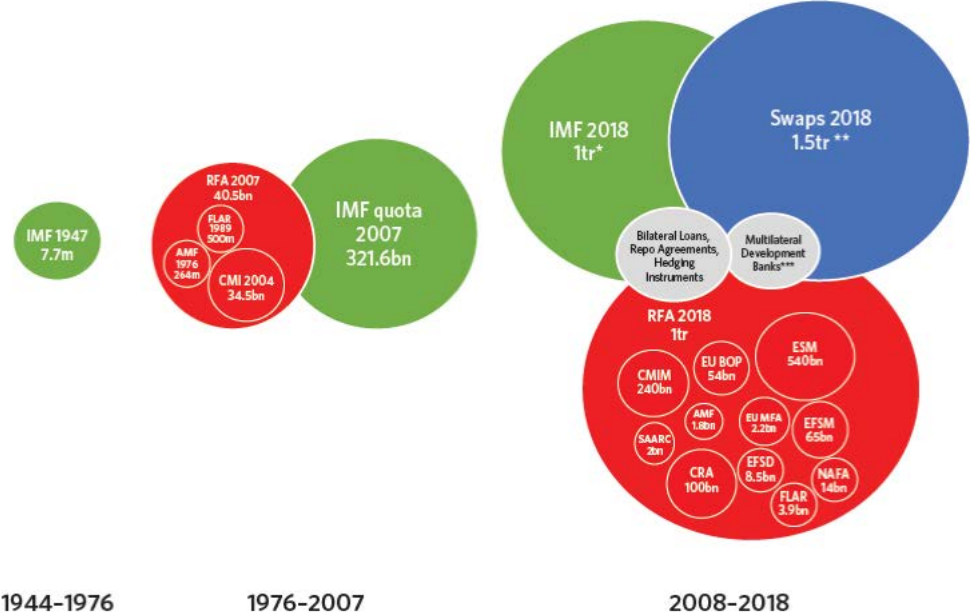 IMF 1947
7.7m
RFA 2007
40.5bn
FLAR
1989
500m
AMF
1976
264m
CMI 2004
34.5bn
IMF quota
2007
321.6bn
IMF 2018
1tr*
Swaps 2018
1.5tr **
Bilateral Loans,
Repo Agreements,
Hedging
Instruments
Multilateral
Development
Banks***
RFA 2018
1tr
ESM
540bn
EU BOP
54bn
CMIM
240bn
AMF
1.8bn
EU MFA
2.2bn
EFSM
65bn
SAARC
2bn
CRA
100bn
EFSD
8.5bn
NAFA
14bn
FLAR
3.9bn
1944–1976
1976–2007
2008–2018